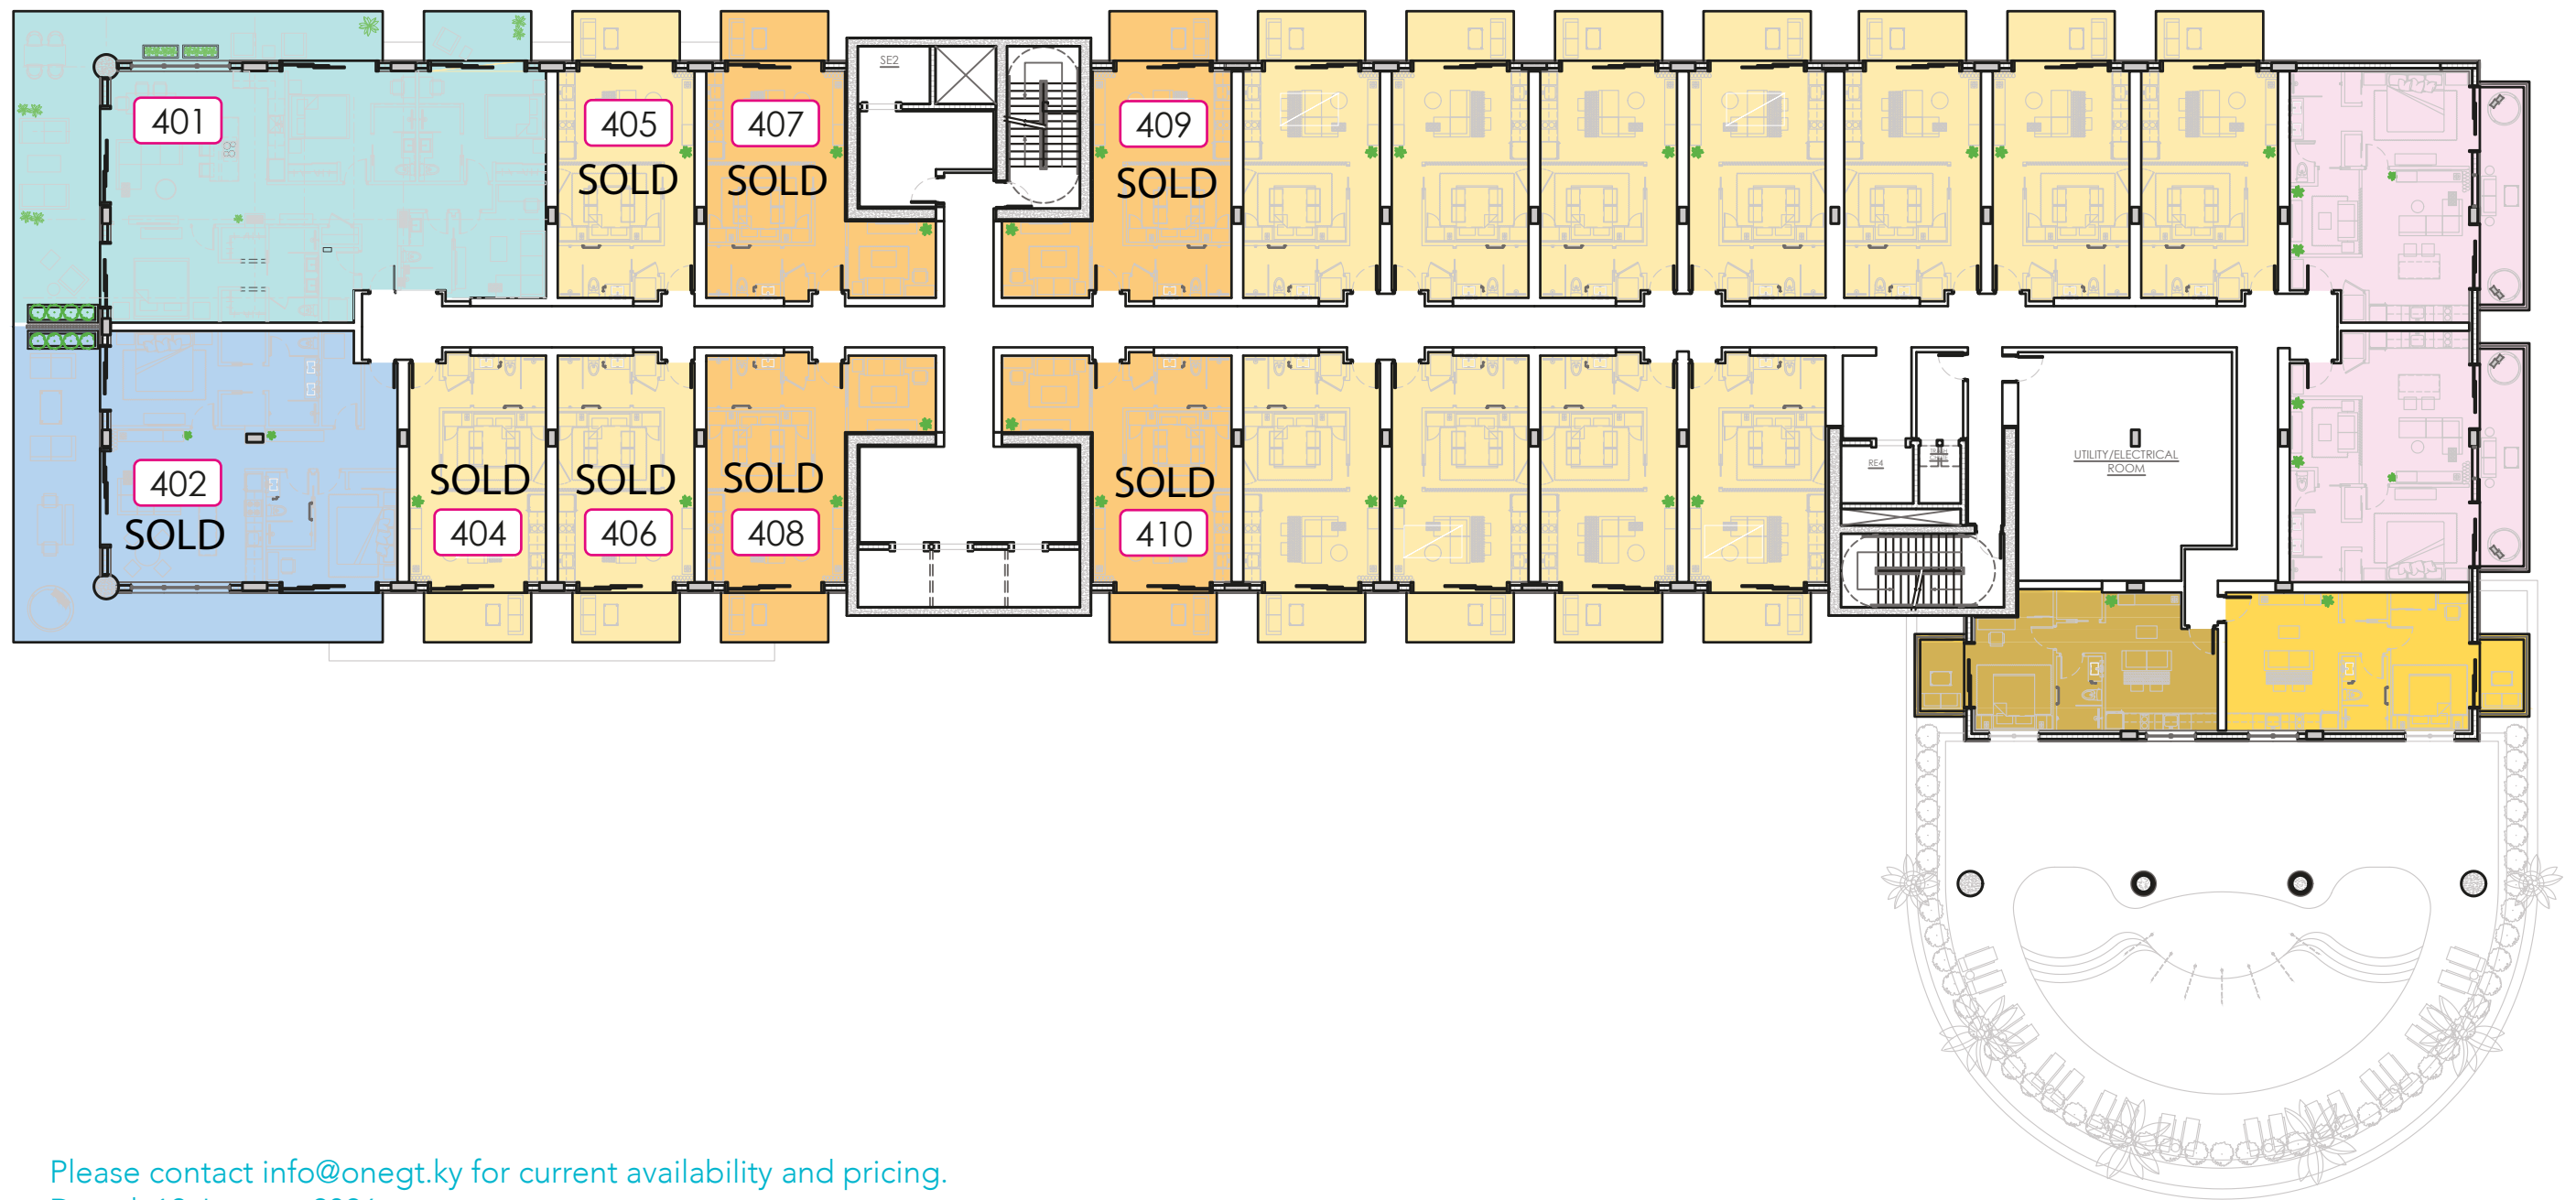 401
405
SOLD
407
SOLD
SE2
409
SOLD
402
SOLD
SOLD
404
SOLD
406
SOLD
408
SOLD
410
RE4
UTILITY/ELECTRICAL
ROOM
Please contact info@onegt.ky for current availability and pricing.